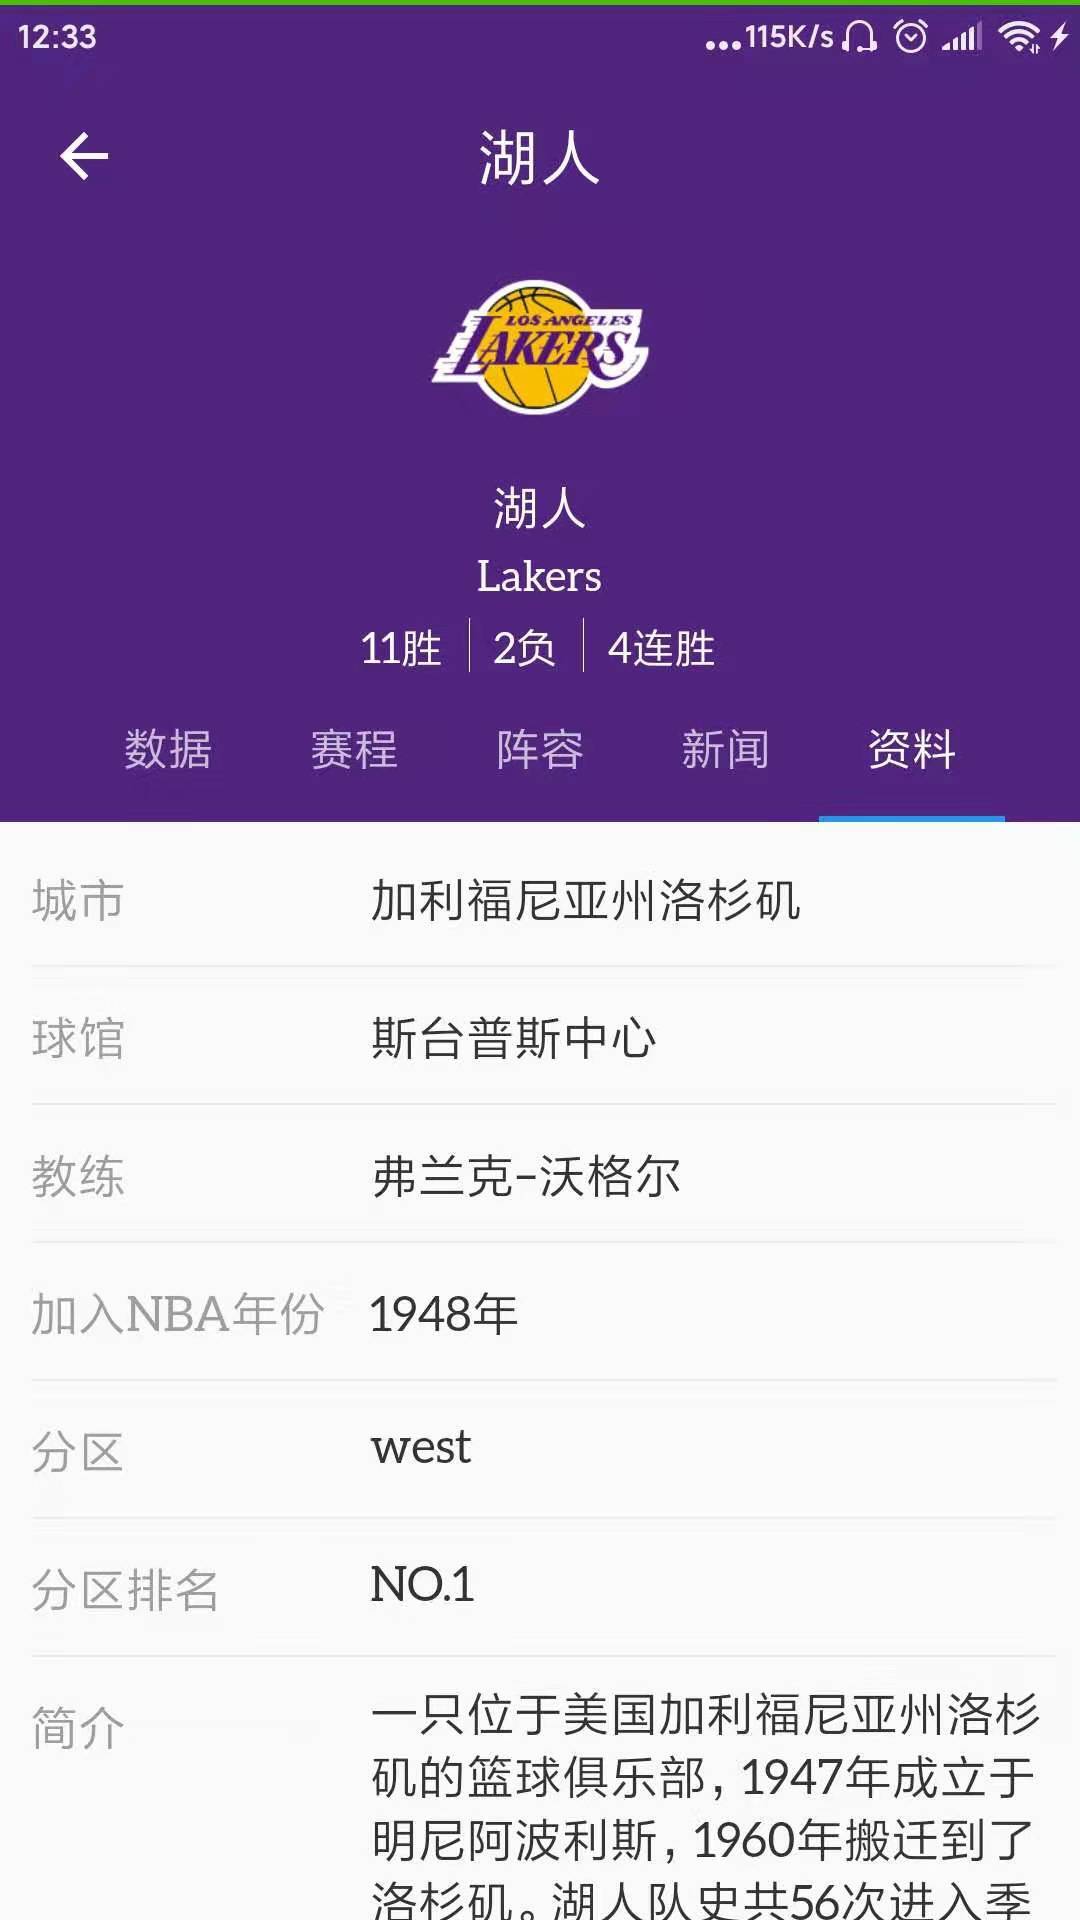 12:33
...115K/s
湖人
LOS ANGELES
LAKERS
湖人
Lakers
11胜 2负 4连胜
数据 赛程 阵容 新闻 资料
城市 加利福尼亚州洛杉矶
球馆 斯台普斯中心
教练 弗兰克-沃格尔
加入NBA年份 1948年
分区 west
分区排名 NO.1
简介 一只位于美国加利福尼亚州洛杉
矶的篮球俱乐部，1947年成立于
明尼阿波利斯，1960年搬迁到了
洛杉矶。湖人队史共56次进入季